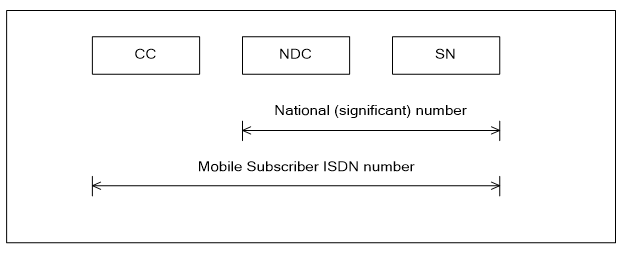 CC NDC SN
National (significant) number
Mobile Subscriber ISDN number